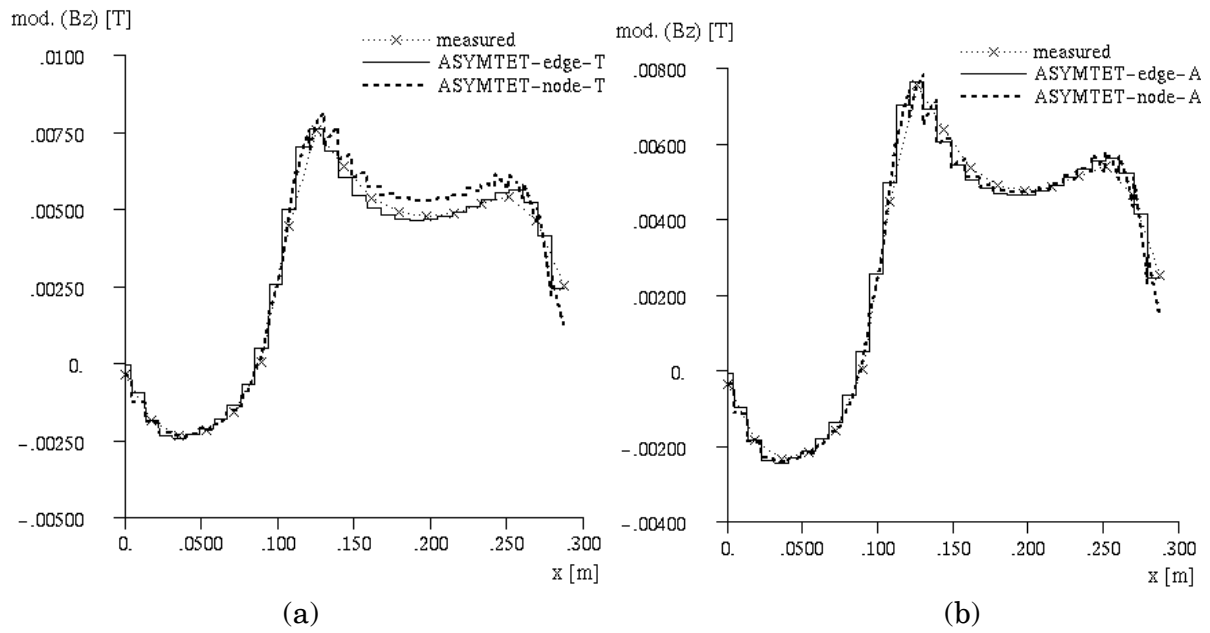 mod. (Bz) [T]
measured
ASYMTET-edge-T
ASYMTET-node-T
.0100
.00750
.00500
.00250
0.
-.00250
-.00500
0.
.0500
.100
.150
.200
.250
.300
x [m]
(a)
mod. (Bz) [T]
measured
ASYMTET-edge-A
ASYMTET-node-A
.00800
.00600
.00400
.00200
0.
-.00200
-.00400
0.
.0500
.100
.150
.200
.250
.300
x [m]
(b)